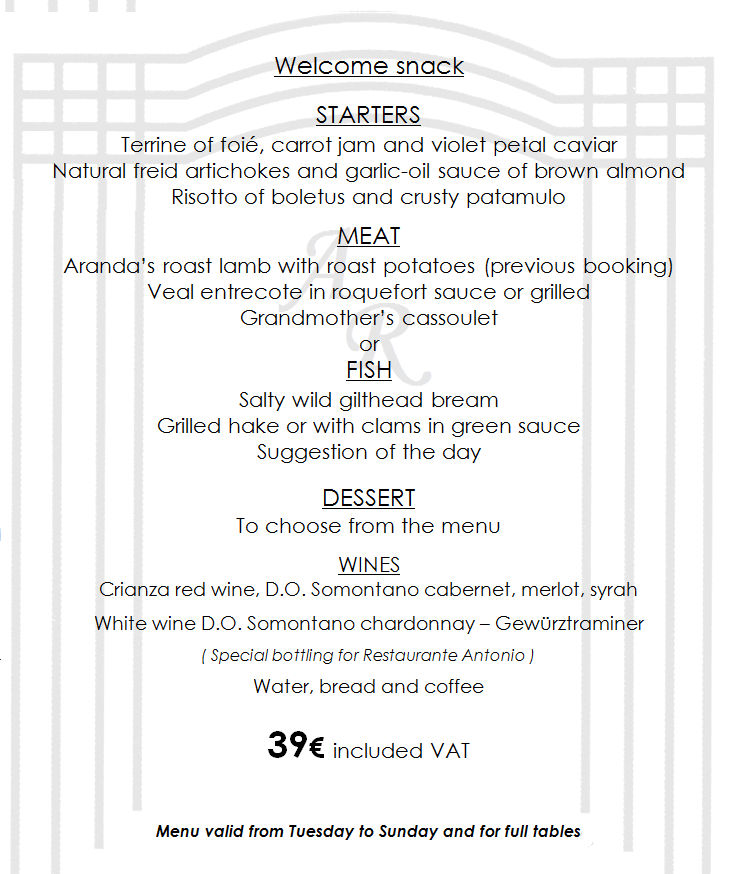 Welcome snack
STARTERS
Terrine of foié, carrot jam and violet petal caviar
Natural freid artichokes and garlic-oil sauce of brown almond
Risotto of boletus and crusty patamulo
MEAT
Aranda's roast lamb with roast potatoes (previous booking)
Veal entrecote in roquefort sauce or grilled
Grandmother's cassoulet
or
FISH
Salty wild gilthead bream
Grilled hake or with clams in green sauce
Suggestion of the day
DESSERT
To choose from the menu
WINES
Crianza red wine, D.O. Somontano cabernet, merlot, syrah
White wine D.O. Somontano chardonnay – Gewürztraminer
( Special bottling for Restaurante Antonio )
Water, bread and coffee
39€ included VAT
Menu valid from Tuesday to Sunday and for full tables
AR